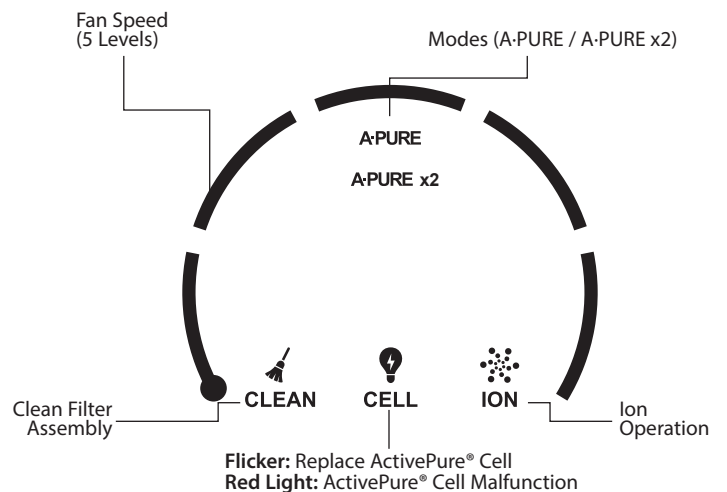 Fan Speed
(5 Levels)
Modes (A·PURE / A·PURE x2)
A·PURE
A·PURE x2
CLEAN
CELL
ION
Clean Filter
Assembly
Ion
Operation
Flicker: Replace ActivePure® Cell
Red Light: ActivePure® Cell Malfunction